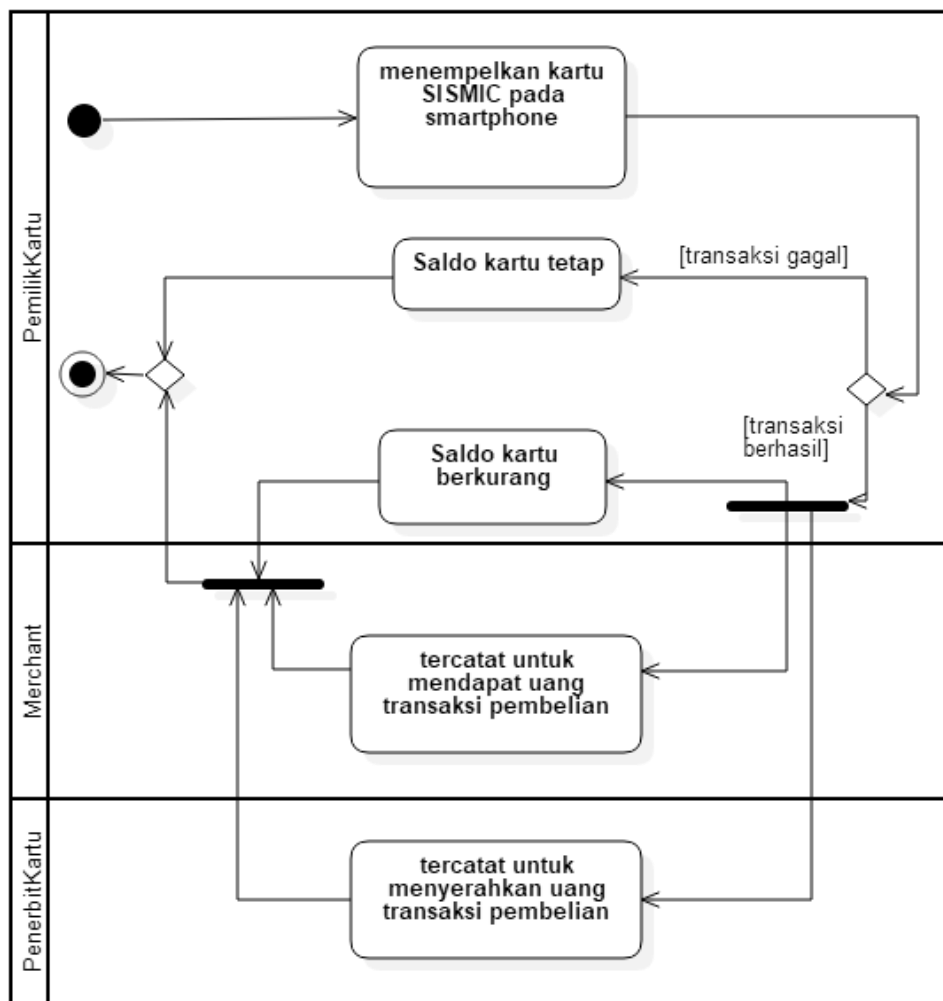 PemilikKartu
menempelkan kartu
SISMIC pada
smartphone
Saldo kartu tetap
[transaksi gagal]
[transaksi
berhasil]
Saldo kartu
berkurang
Merchant
tercatat untuk
mendapat uang
transaksi pembelian
PenerbitKartu
tercatat untuk
menyerahkan uang
transaksi pembelian